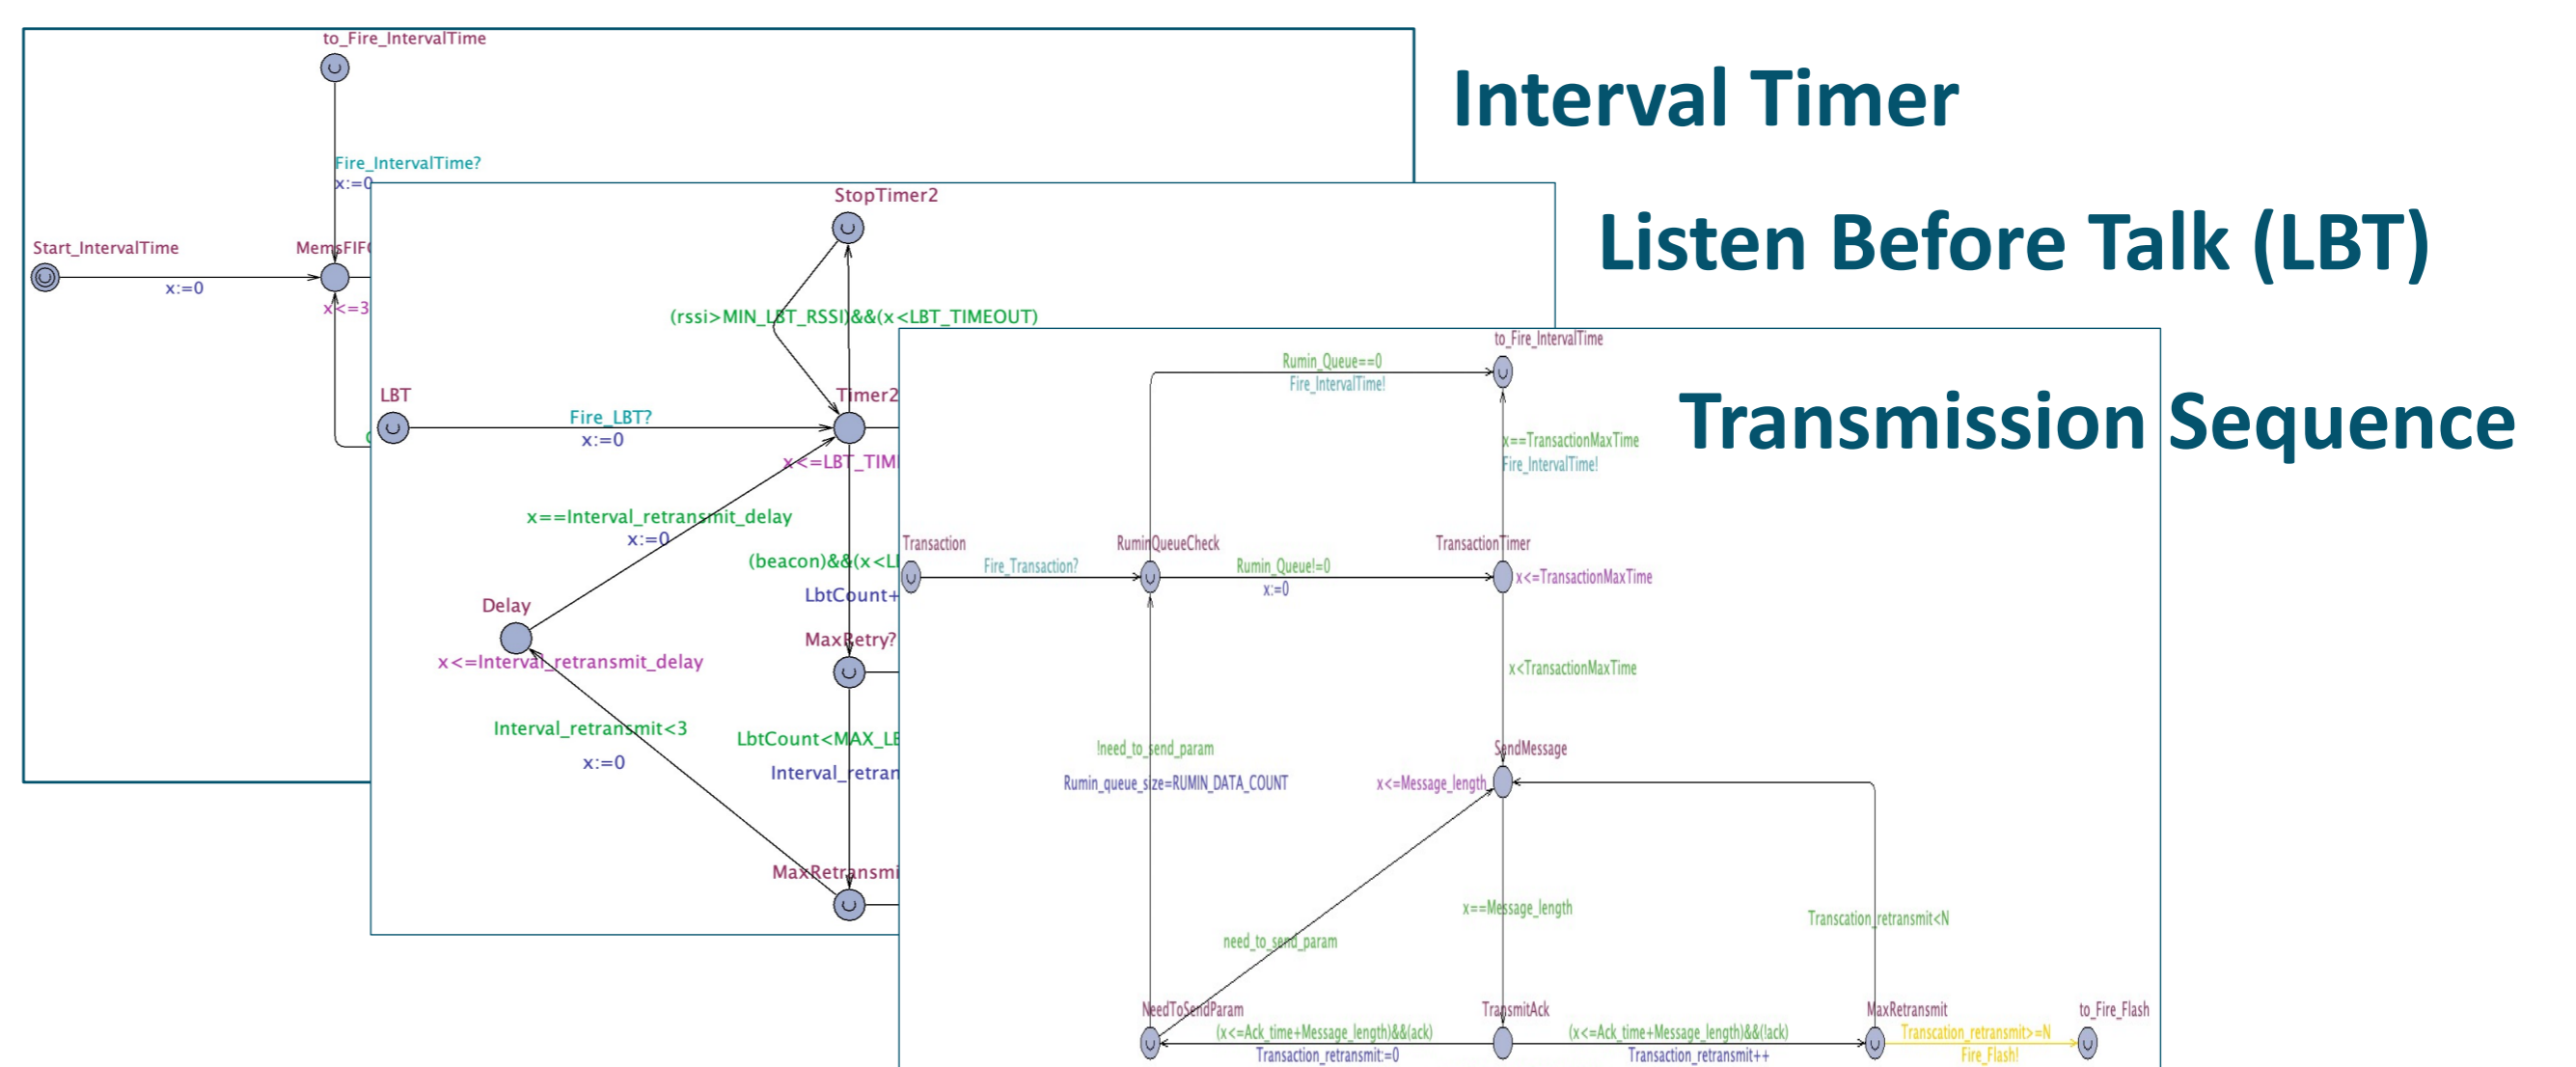 Interval Timer
Listen Before Talk (LBT)
Transmission Sequence
to_Fire_IntervalTime
Fire_IntervalTime?
x:=0
Start_IntervalTime
x:=0
x<=3
StopTimer2
(rssi>MIN_LBT_RSSI)&&(x<LBT_TIMEOUT)
LBT
Fire_LBT?
x:=0
Timer2
x==Interval_retransmit_delay
x:=0
Delay
x<=Interval_retransmit_delay
Interval_retransmit<3
x:=0
MaxRetry?
to_Fire_IntervalTime
Rumin_Queue==0
Fire_IntervalTime!
x==TransactionMaxTime
Fire_IntervalTime!
Transaction
Fire_Transaction?
RuminQueueCheck
Rumin_Queue!=0
x:=0
TransactionTimer
x<=TransactionMaxTime
x<TransactionMaxTime
!need_to_send_param
Rumin_queue_size=RUMIN_DATA_COUNT
SendMessage
x<=Message_length
x==Message_length
need_to_send_param
Transcation_retransmit<N
NeedToSendParam
(x<=Ack_time+Message_length)&&(ack)
Transaction_retransmit:=0
TransmitAck
(x<=Ack_time+Message_length)&&(!ack)
Transaction_retransmit++
MaxRetransmit
Transcation_retransmit>=N
Fire_Flash!
to_Fire_Flash